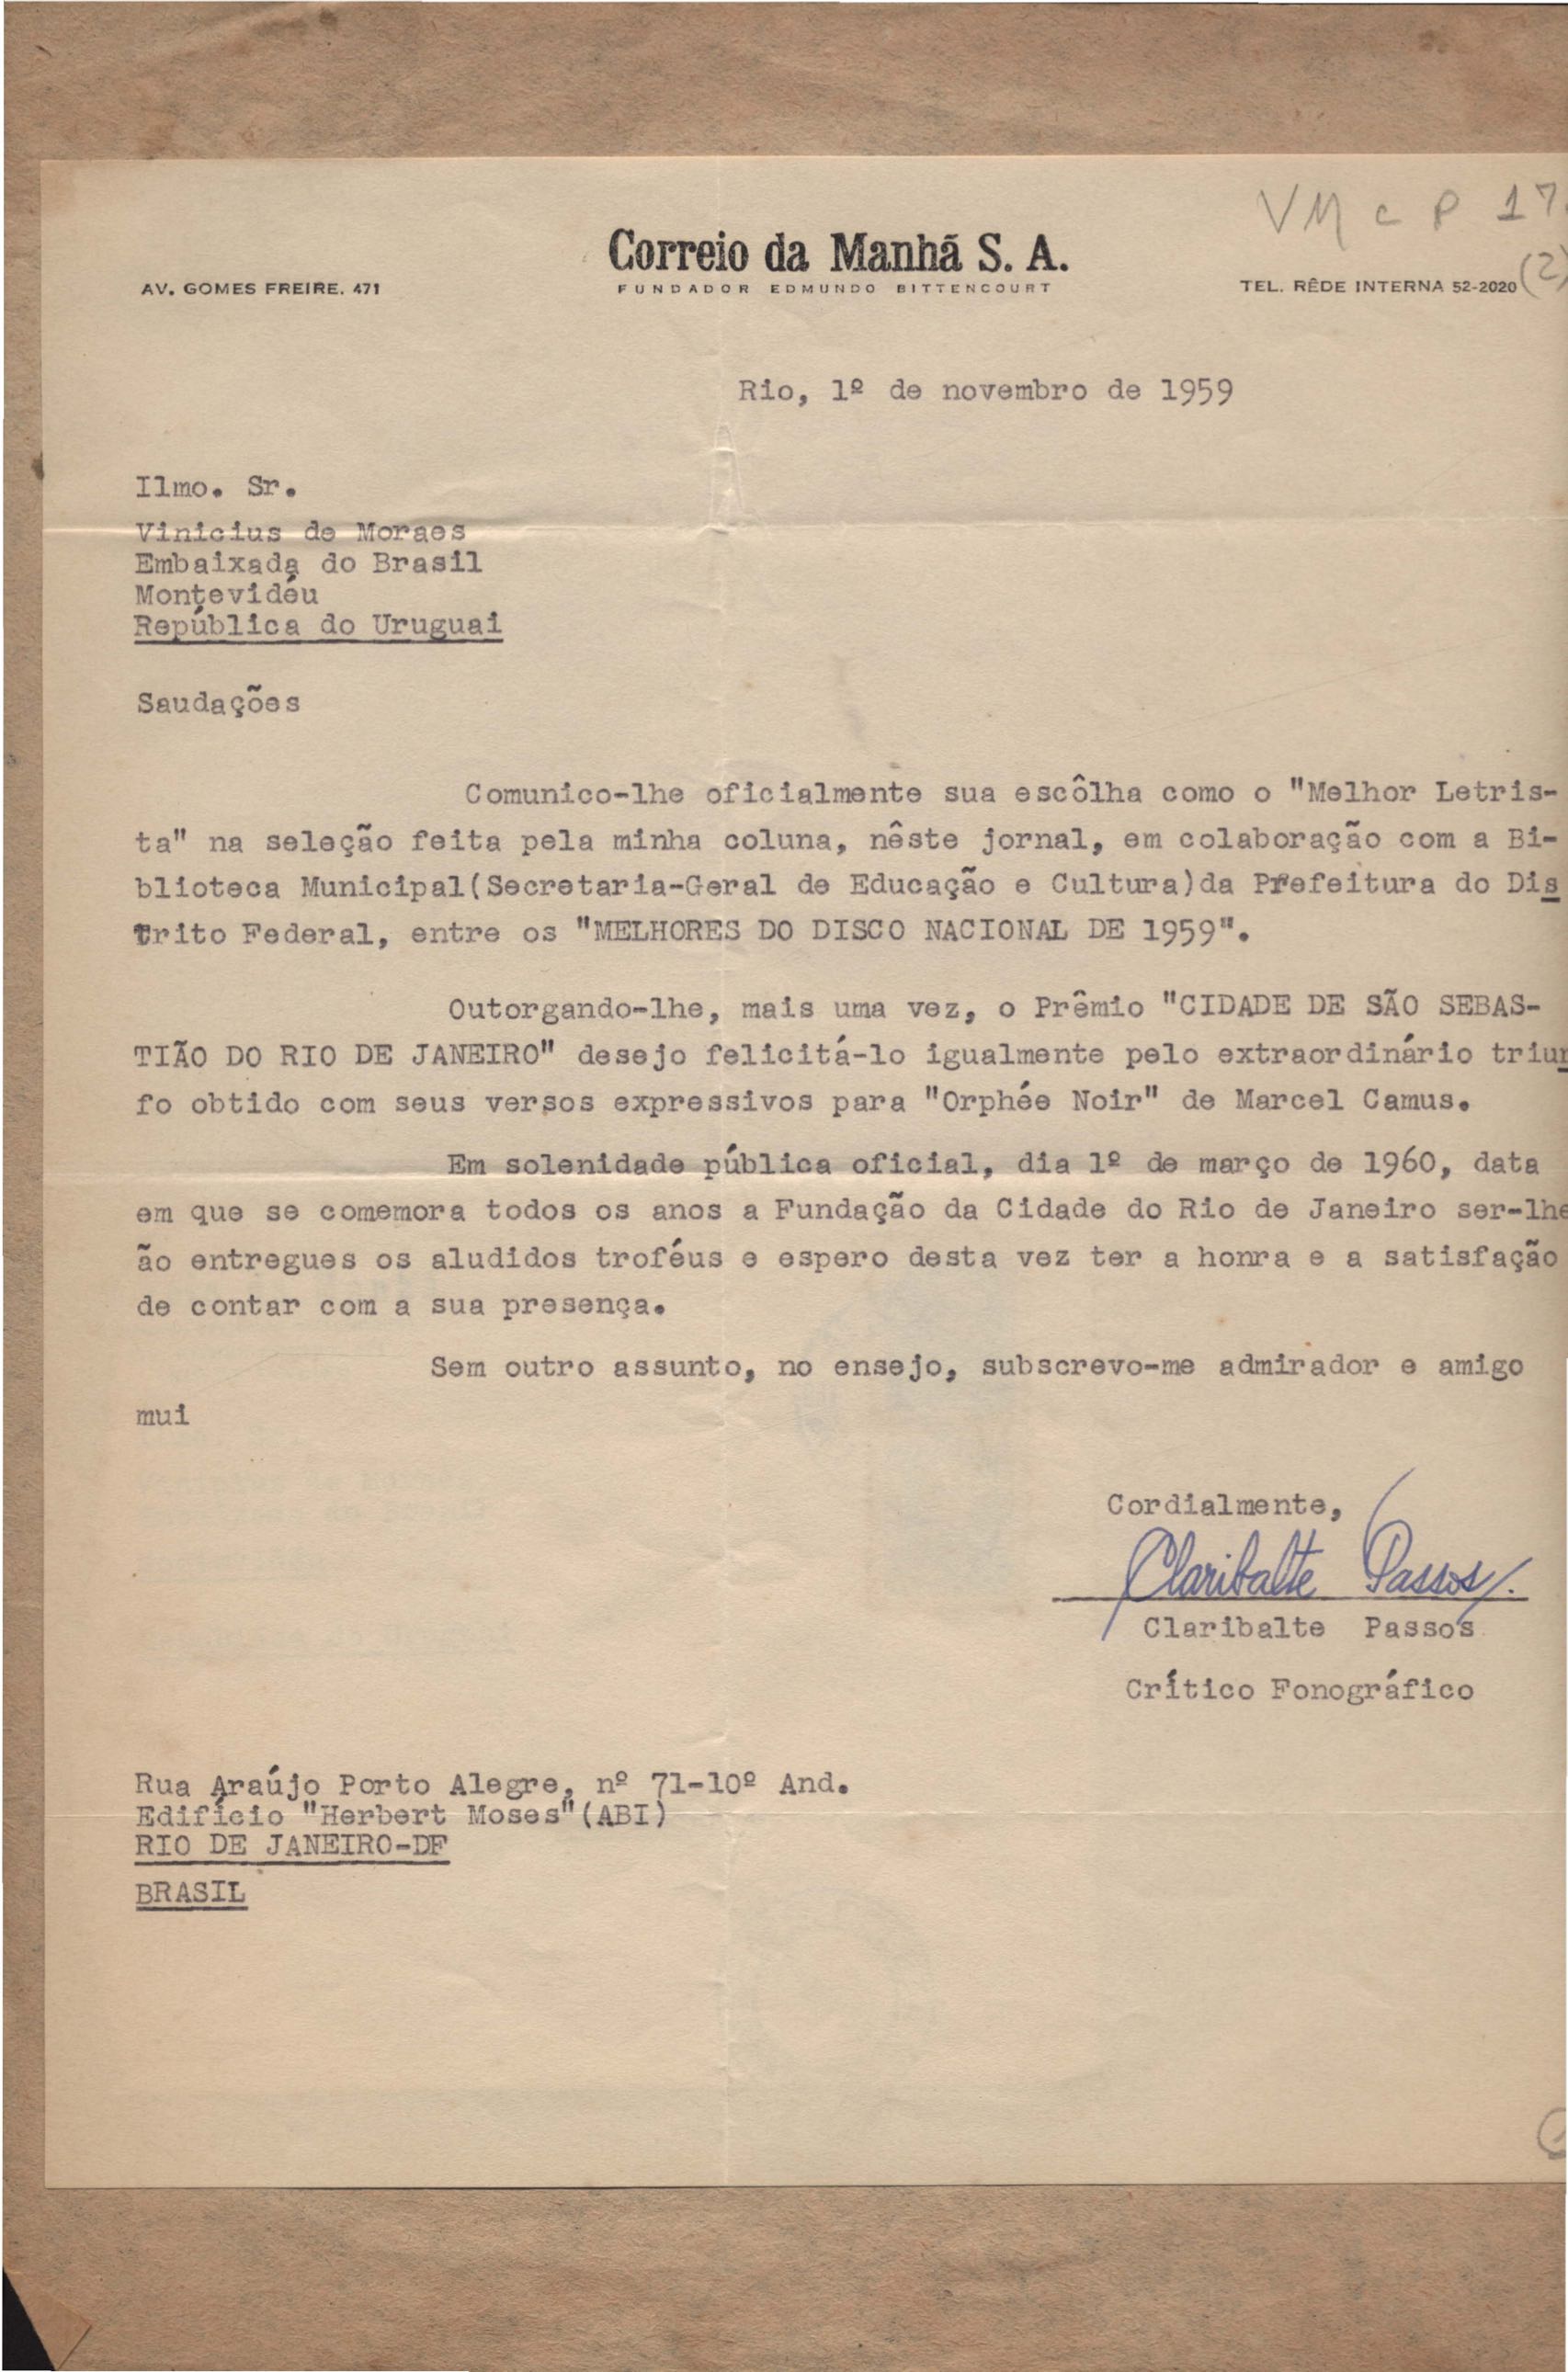 VM c P 17
Correio da Manhã S. A.
AV. GOMES FREIRE. 471
FUNDADOR EDMUNDO BITTENCOURT
TEL. RÊDE INTERNA 52-2020 (2)
Rio, 1º de novembro de 1959
Ilmo. Sr.
Vinicius de Moraes
Embaixada do Brasil
Montevidéu
República do Uruguai
Saudações
Comunico-lhe oficialmente sua escôlha como o "Melhor Letris-
ta" na seleção feita pela minha coluna, nêste jornal, em colaboração com a Bi-
blioteca Municipal(Secretaria-Geral de Educação e Cultura)da Prefeitura do Dis
trito Federal, entre os "MELHORES DO DISCO NACIONAL DE 1959".
Outorgando-lhe, mais uma vez, o Prêmio "CIDADE DE SÃO SEBAS-
TIÃO DO RIO DE JANEIRO" desejo felicitá-lo igualmente pelo extraordinário triun
fo obtido com seus versos expressivos para "Orphée Noir" de Marcel Camus.
Em solenidade pública oficial, dia 1º de março de 1960, data
em que se comemora todos os anos a Fundação da Cidade do Rio de Janeiro ser-lhe
ão entregues os aludidos troféus e espero desta vez ter a honra e a satisfação
de contar com a sua presença.
Sem outro assunto, no ensejo, subscrevo-me admirador e amigo
mui
Cordialmente,
Claribalte Passos.
Claribalte Passos
Crítico Fonográfico
Rua Araújo Porto Alegre, nº 71-10º And.
Edifício "Herbert Moses"(ABI)
RIO DE JANEIRO-DF
BRASIL